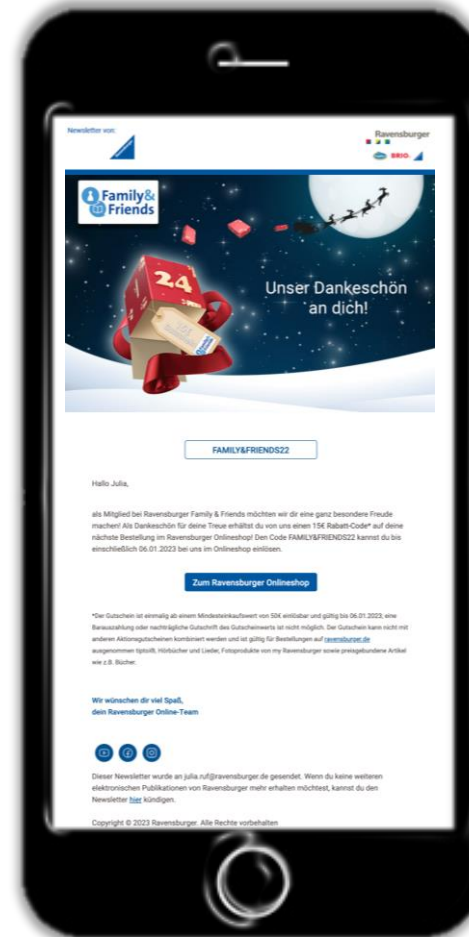 Newsletter von:
Ravensburger
BRIO
Family&
Friends
24
Unser Dankeschön
an dich!
FAMILY&FRIENDS22
Hallo Julia,
als Mitglied bei Ravensburger Family & Friends möchten wir dir eine ganz besondere Freude
machen! Als Dankeschön für deine Treue erhältst du von uns einen 15€ Rabatt-Code* auf deine
nächste Bestellung im Ravensburger Onlineshop! Den Code FAMILY&FRIENDS22 kannst du bis
einschließlich 06.01.2023 bei uns im Onlineshop einlösen.
Zum Ravensburger Onlineshop
*Der Gutschein ist einmalig ab einem Mindesteinkaufswert von 50€ einlösbar und gültig bis 06.01.2023; eine
Barauszahlung oder nachträgliche Gutschrift des Gutscheinwerts ist nicht möglich. Der Gutschein kann nicht mit
anderen Aktionsgutscheinen kombiniert werden und ist gültig für Bestellungen auf ravensburger.de
ausgenommen tiptoi®, Hörbücher und Lieder, Fotoprodukte von my Ravensburger sowie preisgebundene Artikel
wie z.B. Bücher.
Wir wünschen dir viel Spaß,
dein Ravensburger Online-Team
Dieser Newsletter wurde an julia.ruf@ravensburger.de gesendet. Wenn du keine weiteren
elektronischen Publikationen von Ravensburger mehr erhalten möchtest, kannst du den
Newsletter hier kündigen.
Copyright © 2023 Ravensburger. Alle Rechte vorbehalten